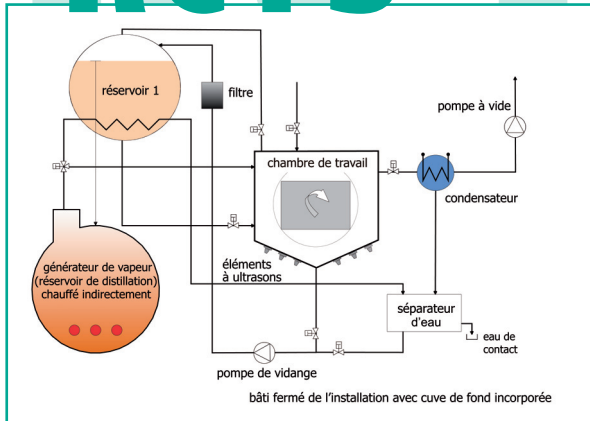 réservoir 1
filtre
pompe à vide
chambre de travail
condensateur
générateur de vapeur
(réservoir de distillation)
chauffé indirectement
éléments
à ultrasons
séparateur
d'eau
eau de
contact
pompe de vidange
bâti fermé de l'installation avec cuve de fond incorporée